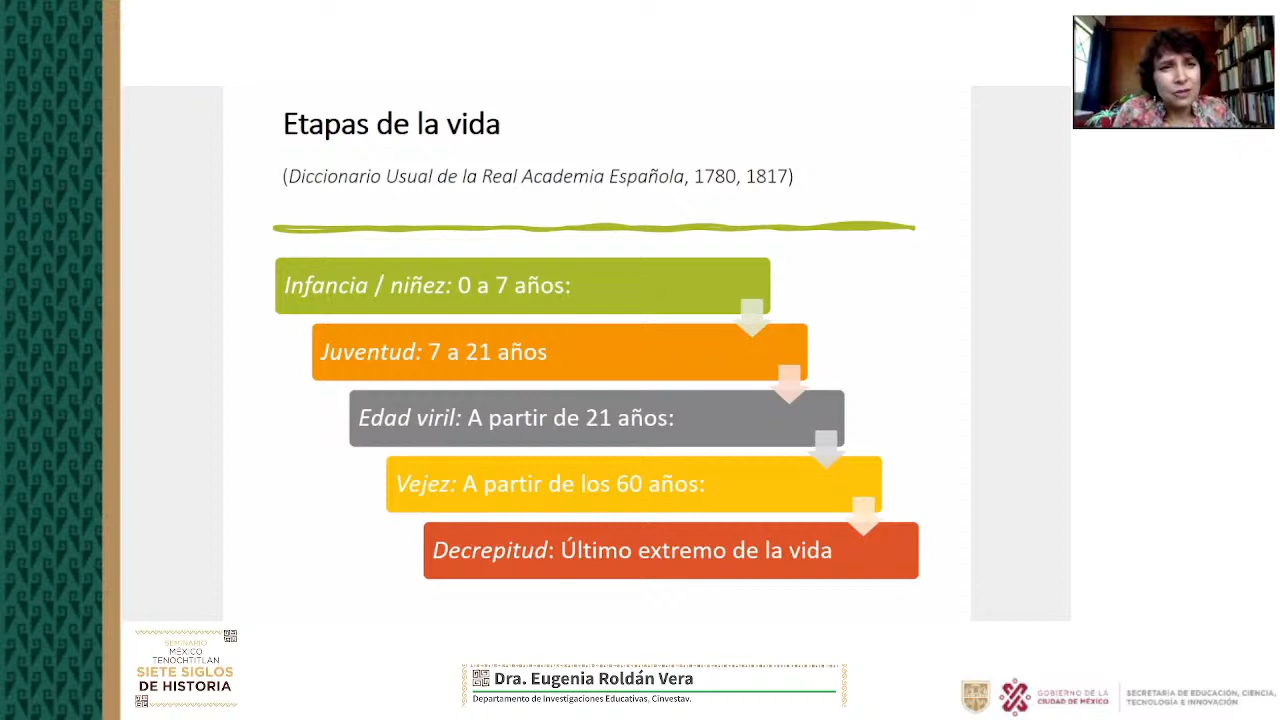 Etapas de la vida
(Diccionario Usual de la Real Academia Española, 1780, 1817)
Infancia / niñez: 0 a 7 años:
Juventud: 7 a 21 años
Edad viril: A partir de 21 años:
Vejez: A partir de los 60 años:
Decrepitud: Último extremo de la vida
SEMINARIO
MÉXICO
TENOCHTITLAN
SIETE SIGLOS
DE HISTORIA
Dra. Eugenia Roldán Vera
Departamento de Investigaciones Educativas, Cinvestav.
GOBIERNO DE LA
CIUDAD DE MÉXICO
SECRETARÍA DE EDUCACIÓN, CIENCIA,
TECNOLOGÍA E INNOVACIÓN